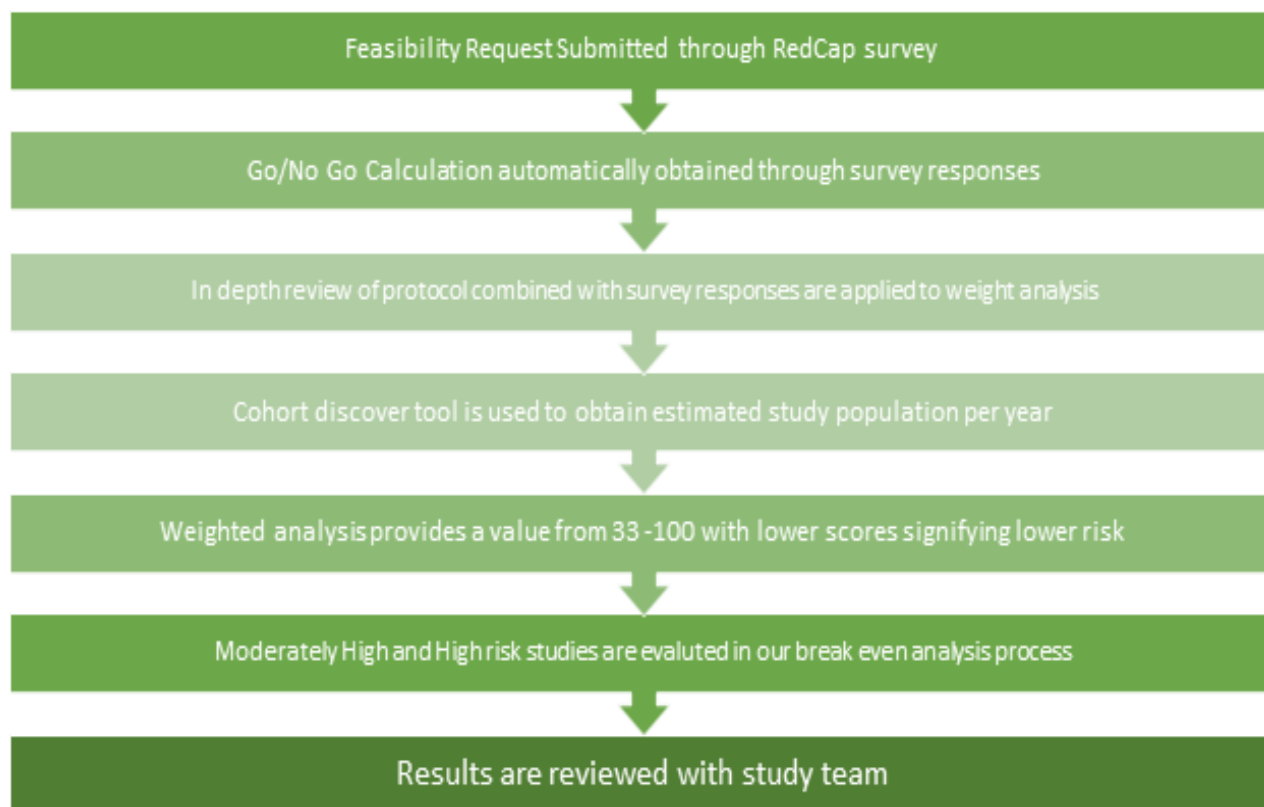 Feasibility Request Submitted through RedCap survey
Go/No Go Calculation automatically obtained through survey responses
In depth review of protocol combined with survey responses are applied to weight analysis
Cohort discover tool is used to obtain estimated study population per year
Weighted analysis provides a value from 33 -100 with lower scores signifying lower risk
Moderately High and High risk studies are evaluted in our break even analysis process
Results are reviewed with study team